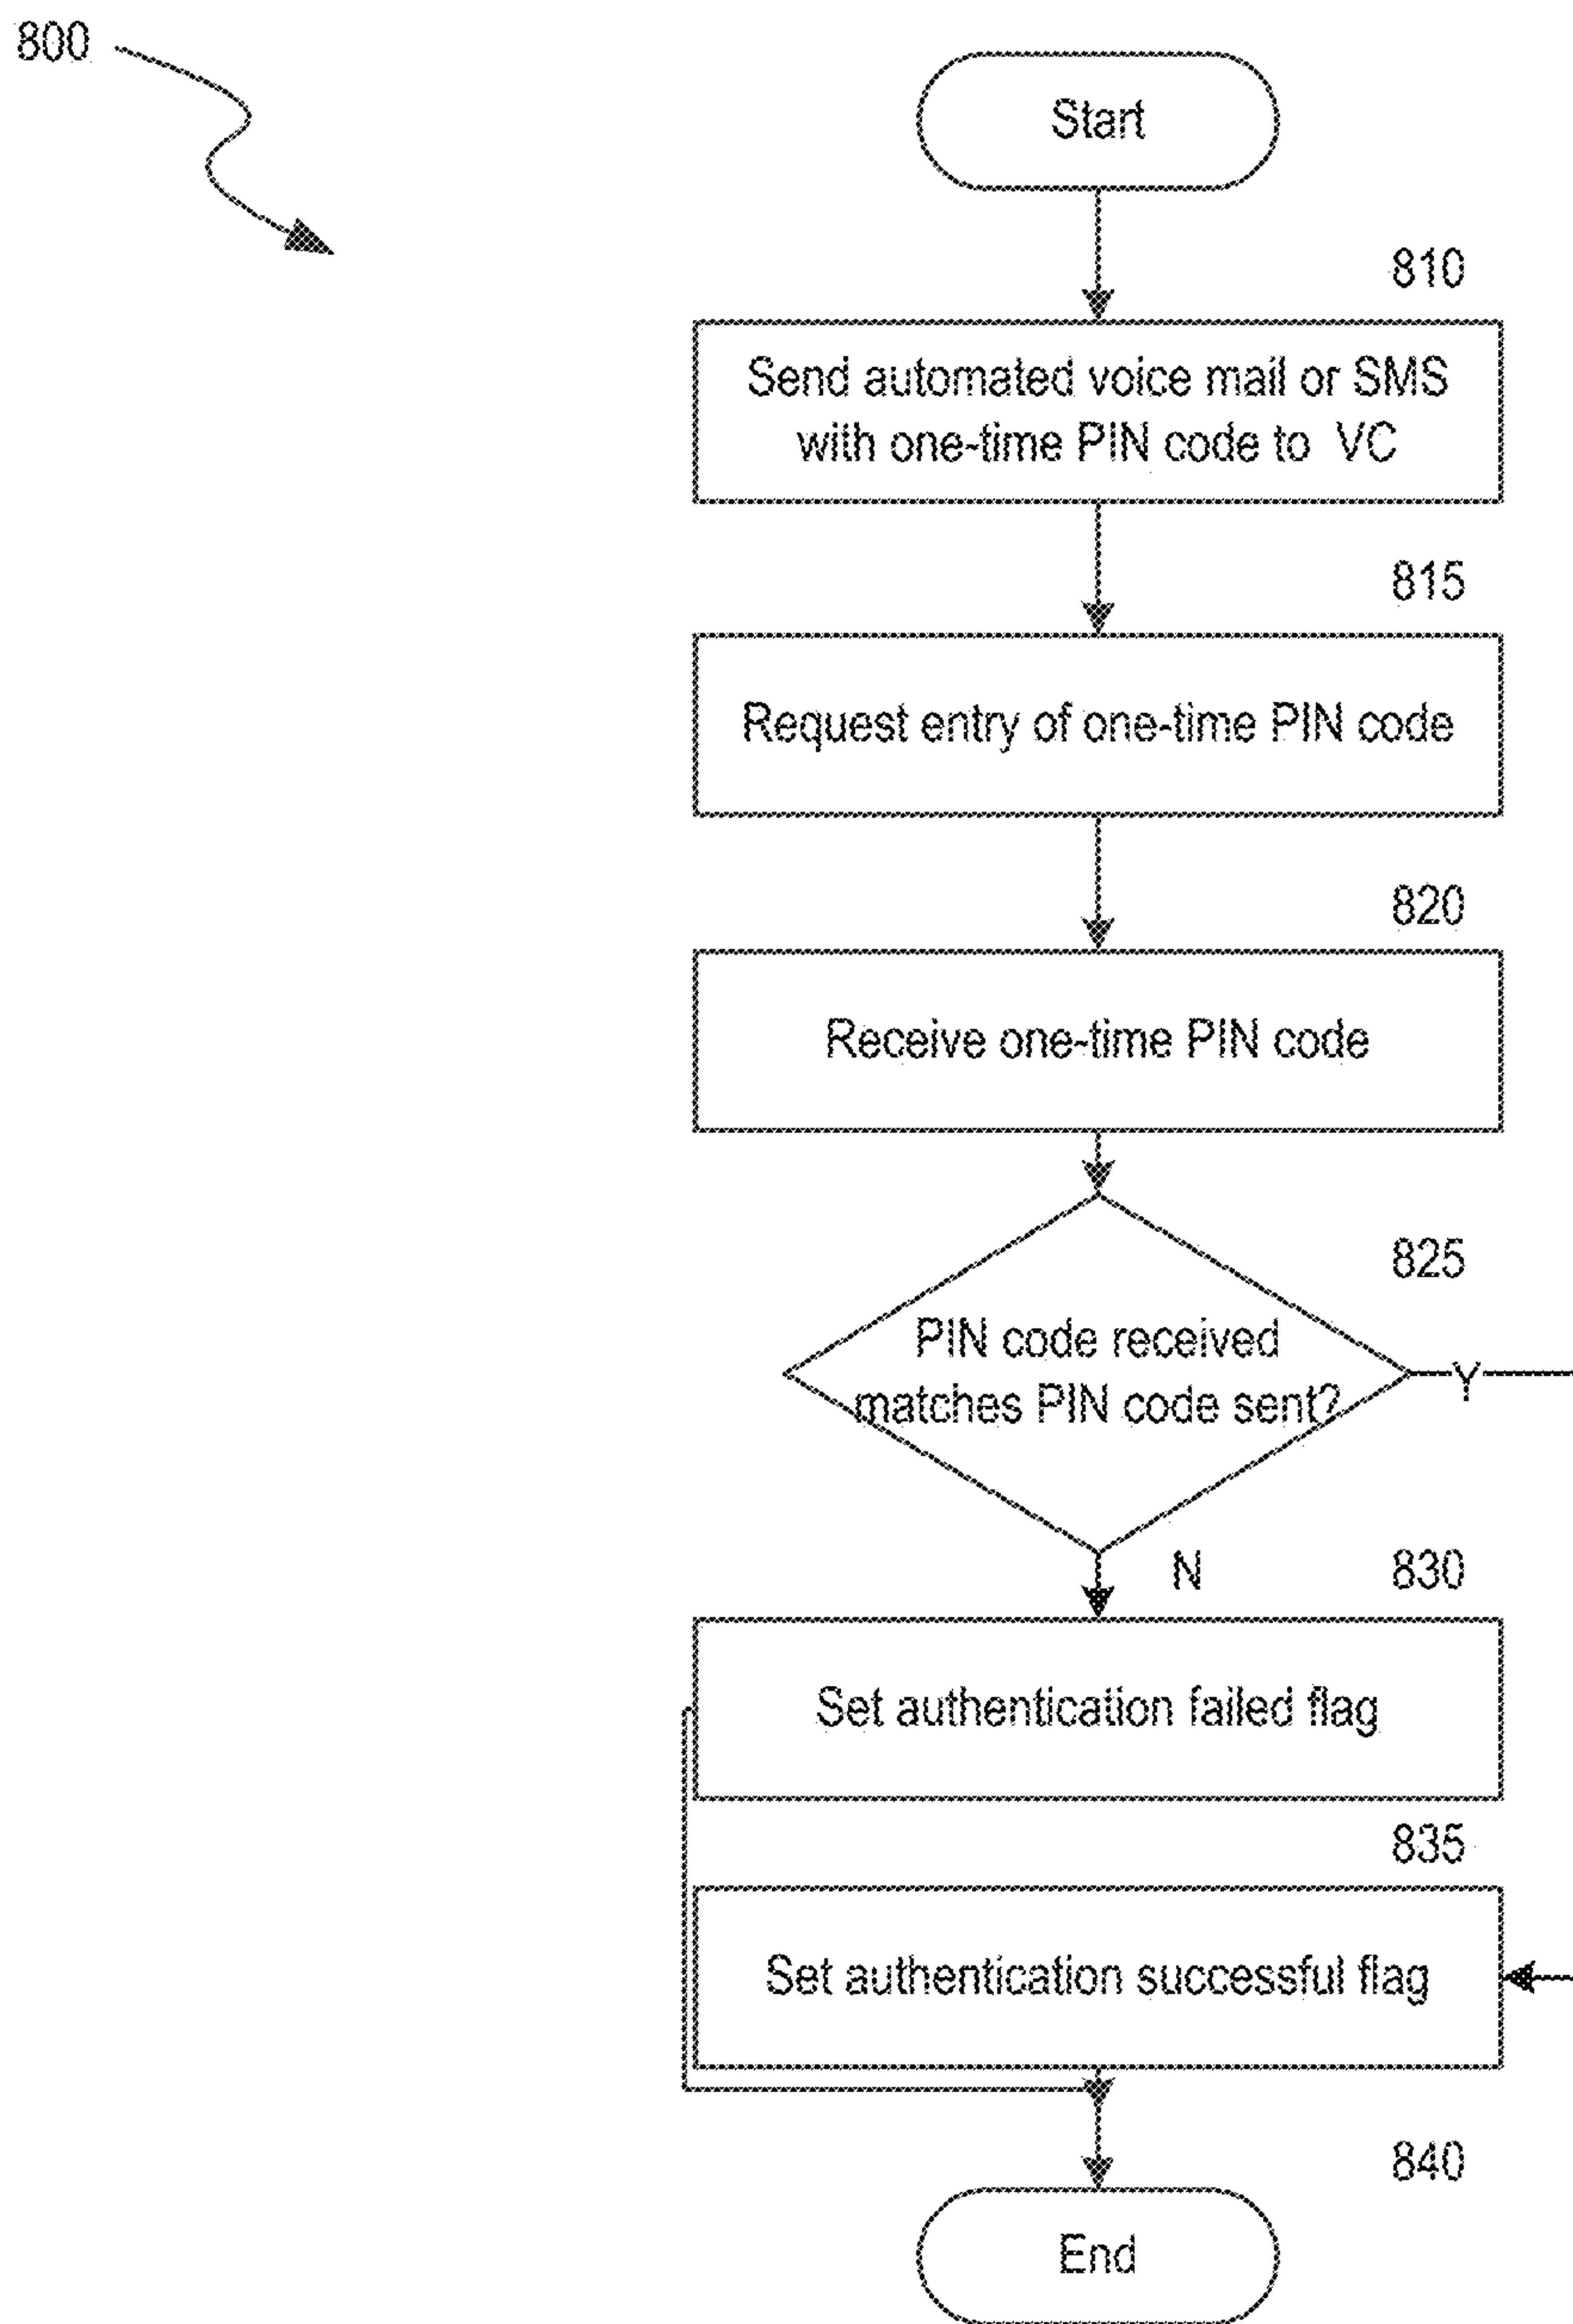 800
Start
810
Send automated voice mail or SMS
with one-time PIN code to VC
815
Request entry of one-time PIN code
820
Receive one-time PIN code
825
PIN code received
matches PIN code sent?
Y
N
830
Set authentication failed flag
835
Set authentication successful flag
840
End